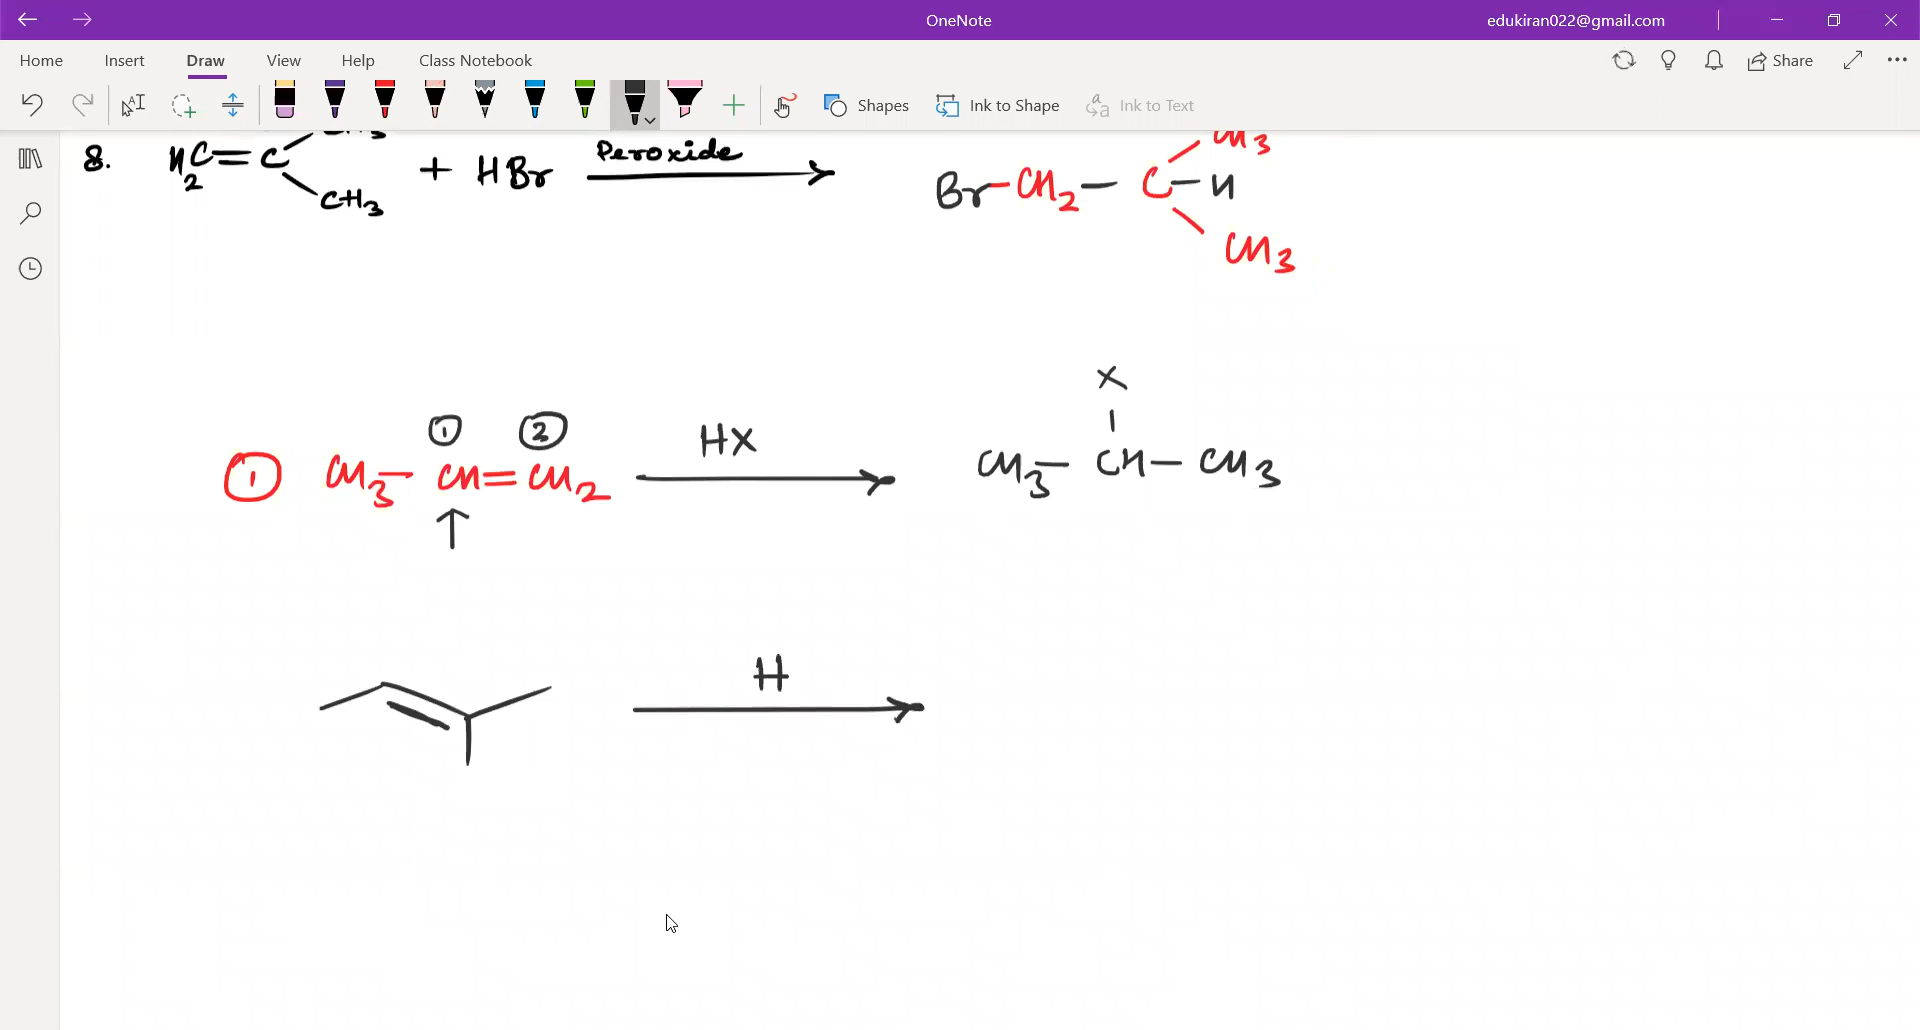 OneNote
edukiran022@gmail.com
Home Insert Draw View Help Class Notebook
Share
Shapes Ink to Shape Ink to Text
8. H2C=C CH3 CH3 + HBr Peroxide Br-CH2-C-H CH3 CH3
① ②
① CH3-CH=CH2 HX CH3-CH-CH3 X
H